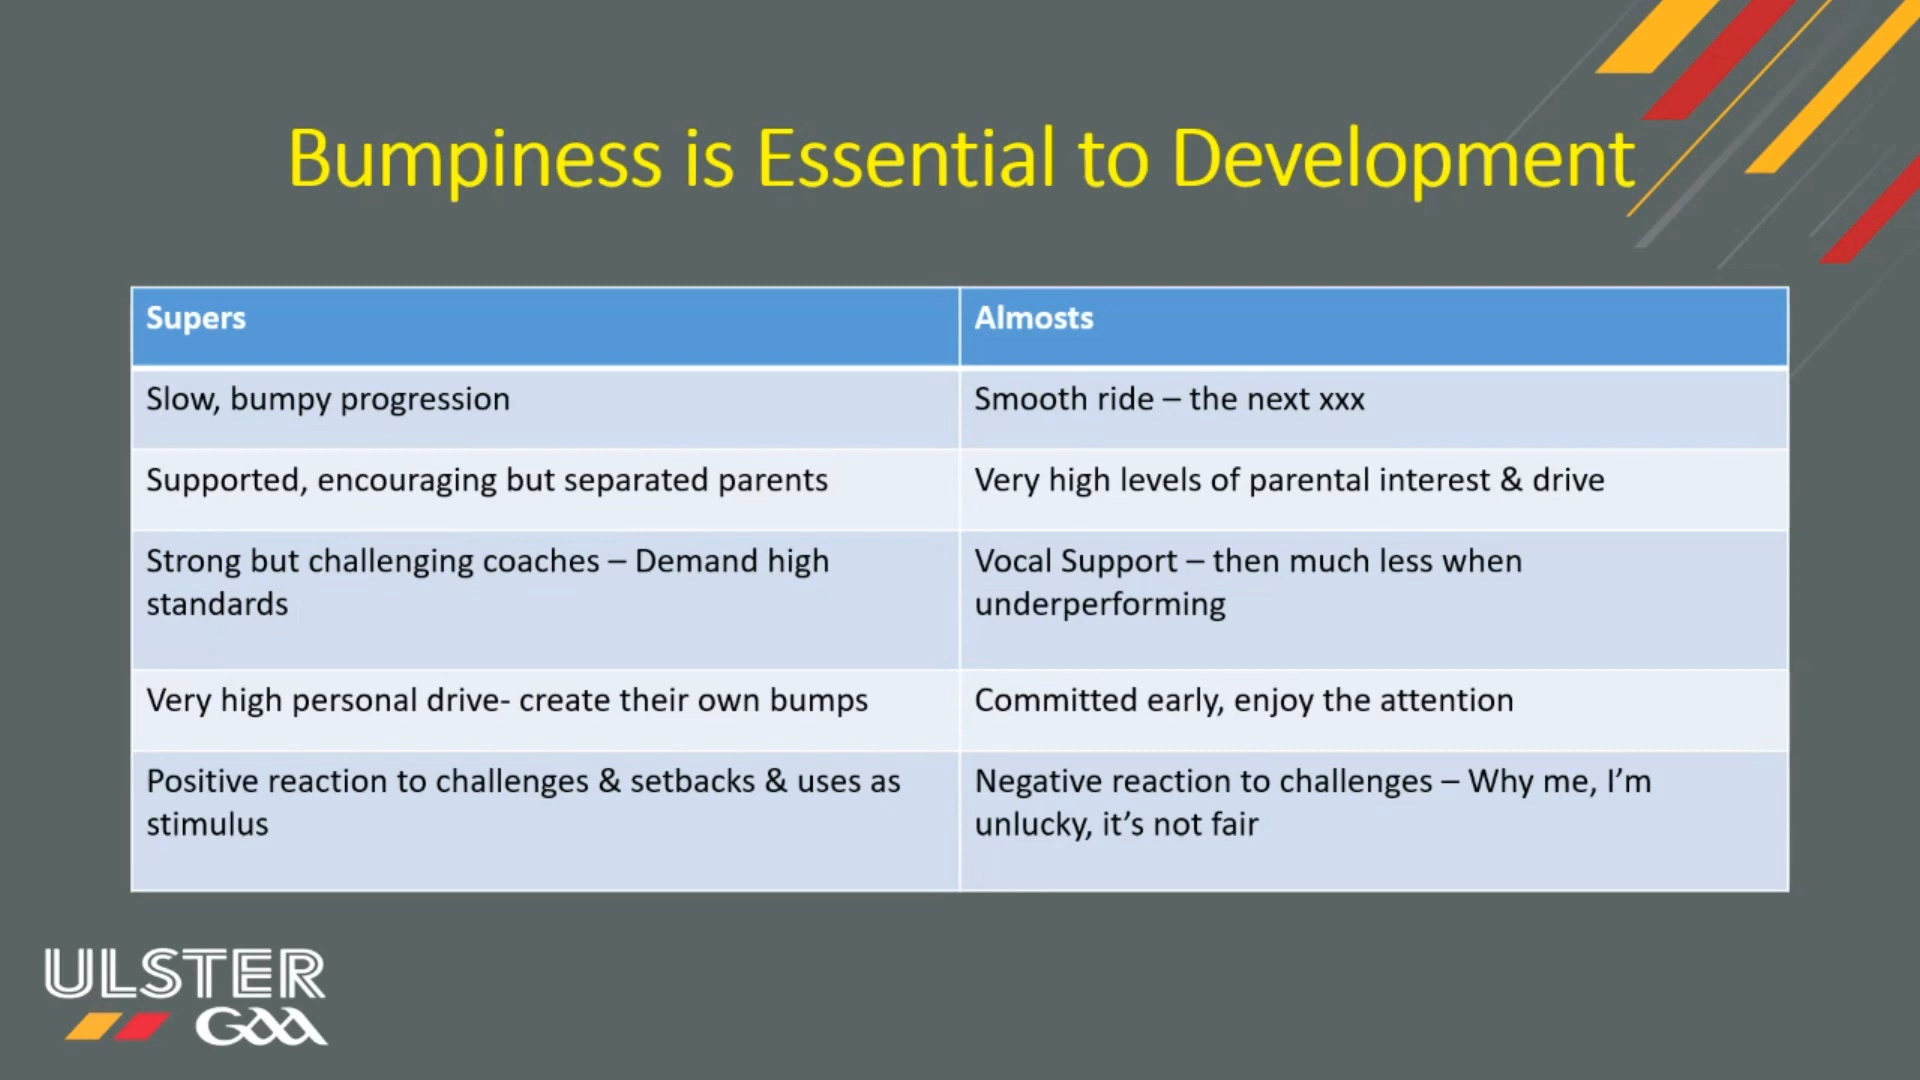 Bumpiness is Essential to Development
Supers
Almosts
Slow, bumpy progression
Smooth ride – the next xxx
Supported, encouraging but separated parents
Very high levels of parental interest & drive
Strong but challenging coaches – Demand high
standards
Vocal Support – then much less when
underperforming
Very high personal drive- create their own bumps
Committed early, enjoy the attention
Positive reaction to challenges & setbacks & uses as
stimulus
Negative reaction to challenges – Why me, I’m
unlucky, it’s not fair
ULSTER
GAA